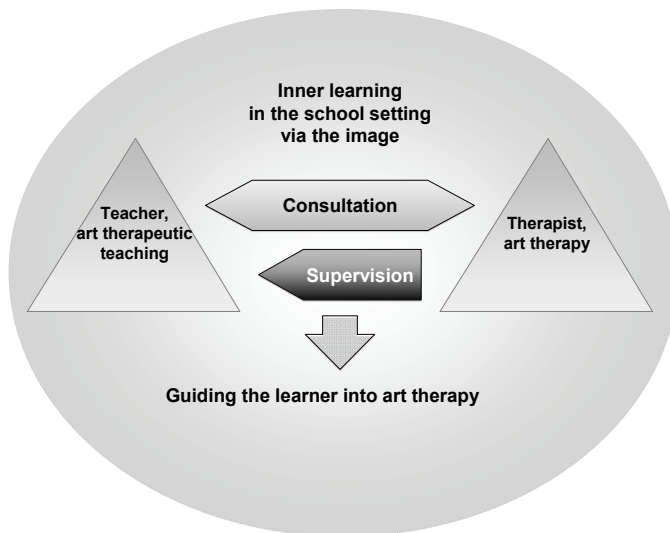 Inner learning
in the school setting
via the image
Consultation
Teacher,
art therapeutic
teaching
Therapist,
art therapy
Supervision
Guiding the learner into art therapy